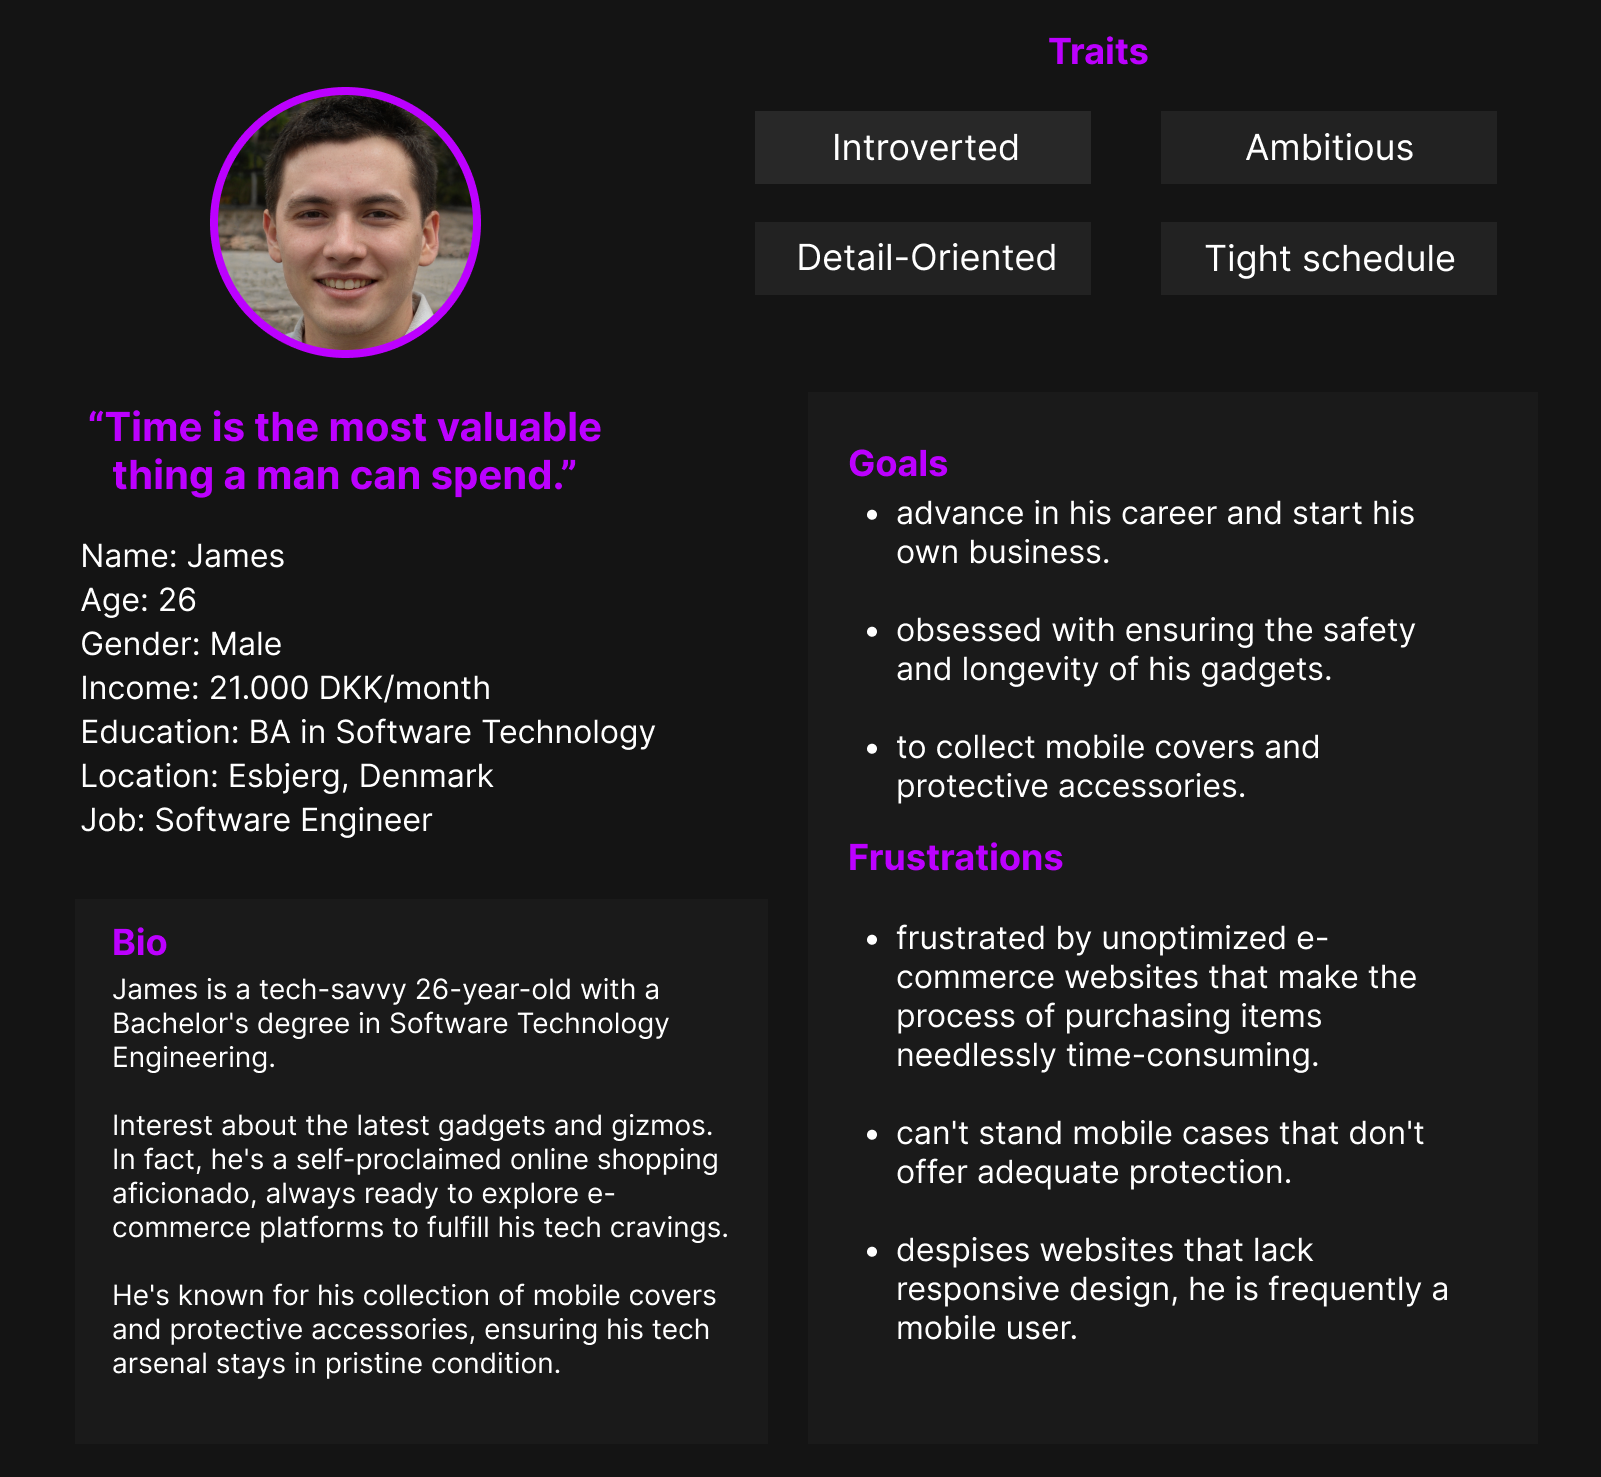 Traits
Introverted
Ambitious
Detail-Oriented
Tight schedule
“Time is the most valuable
thing a man can spend.”
Name: James
Age: 26
Gender: Male
Income: 21.000 DKK/month
Education: BA in Software Technology
Location: Esbjerg, Denmark
Job: Software Engineer
Bio
James is a tech-savvy 26-year-old with a
Bachelor's degree in Software Technology
Engineering.
Interest about the latest gadgets and gizmos.
In fact, he's a self-proclaimed online shopping
aficionado, always ready to explore e-
commerce platforms to fulfill his tech cravings.
He's known for his collection of mobile covers
and protective accessories, ensuring his tech
arsenal stays in pristine condition.
Goals
• advance in his career and start his
own business.
• obsessed with ensuring the safety
and longevity of his gadgets.
• to collect mobile covers and
protective accessories.
Frustrations
• frustrated by unoptimized e-
commerce websites that make the
process of purchasing items
needlessly time-consuming.
• can't stand mobile cases that don't
offer adequate protection.
• despises websites that lack
responsive design, he is frequently a
mobile user.